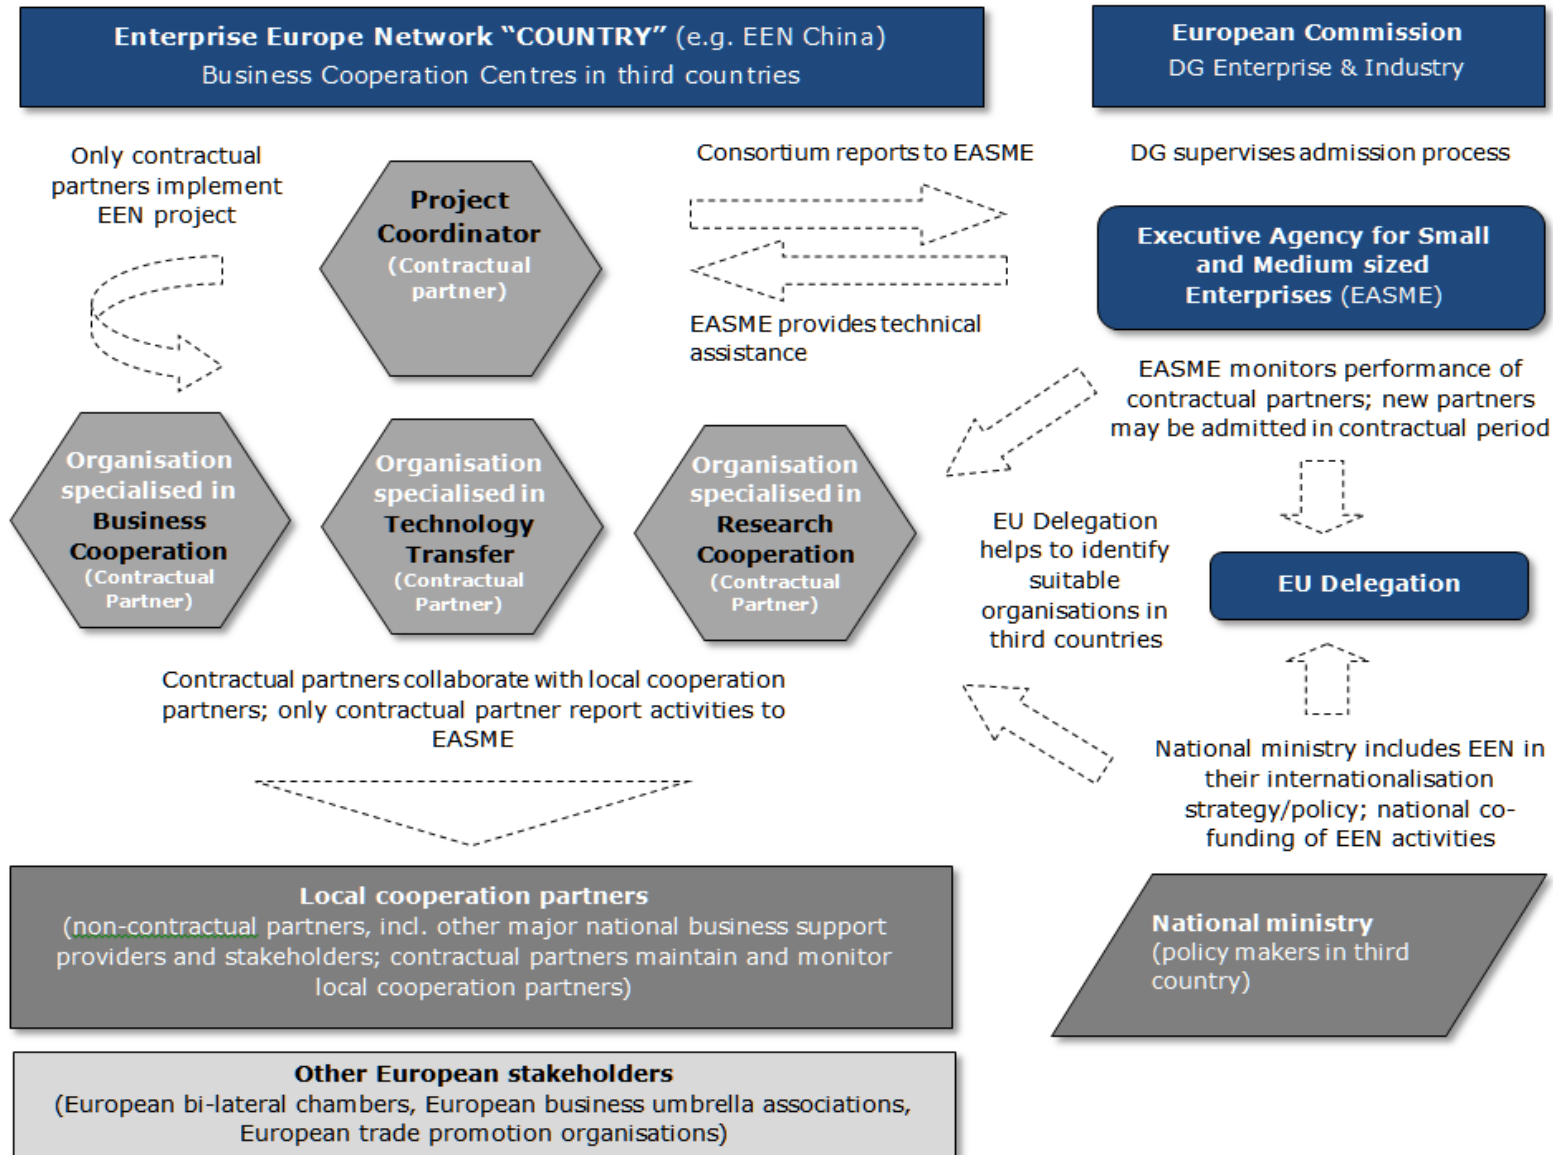 Enterprise Europe Network “COUNTRY” (e.g. EEN China)
Business Cooperation Centres in third countries
European Commission
DG Enterprise & Industry
Only contractual
partners implement
EEN project
Project
Coordinator
(Contractual
partner)
Consortium reports to EASME
EASME provides technical
assistance
DG supervises admission process
Executive Agency for Small
and Medium sized
Enterprises (EASME)
EASME monitors performance of
contractual partners; new partners
may be admitted in contractual period
Organisation
specialised in
Business
Cooperation
(Contractual
Partner)
Organisation
specialised in
Technology
Transfer
(Contractual
Partner)
Organisation
specialised in
Research
Cooperation
(Contractual
Partner)
EU Delegation
helps to identify
suitable
organisations in
third countries
EU Delegation
Contractual partners collaborate with local cooperation
partners; only contractual partner report activities to
EASME
National ministry includes EEN in
their internationalisation
strategy/policy; national co-
funding of EEN activities
Local cooperation partners
(non-contractual partners, incl. other major national business support
providers and stakeholders; contractual partners maintain and monitor
local cooperation partners)
National ministry
(policy makers in third
country)
Other European stakeholders
(European bi-lateral chambers, European business umbrella associations,
European trade promotion organisations)